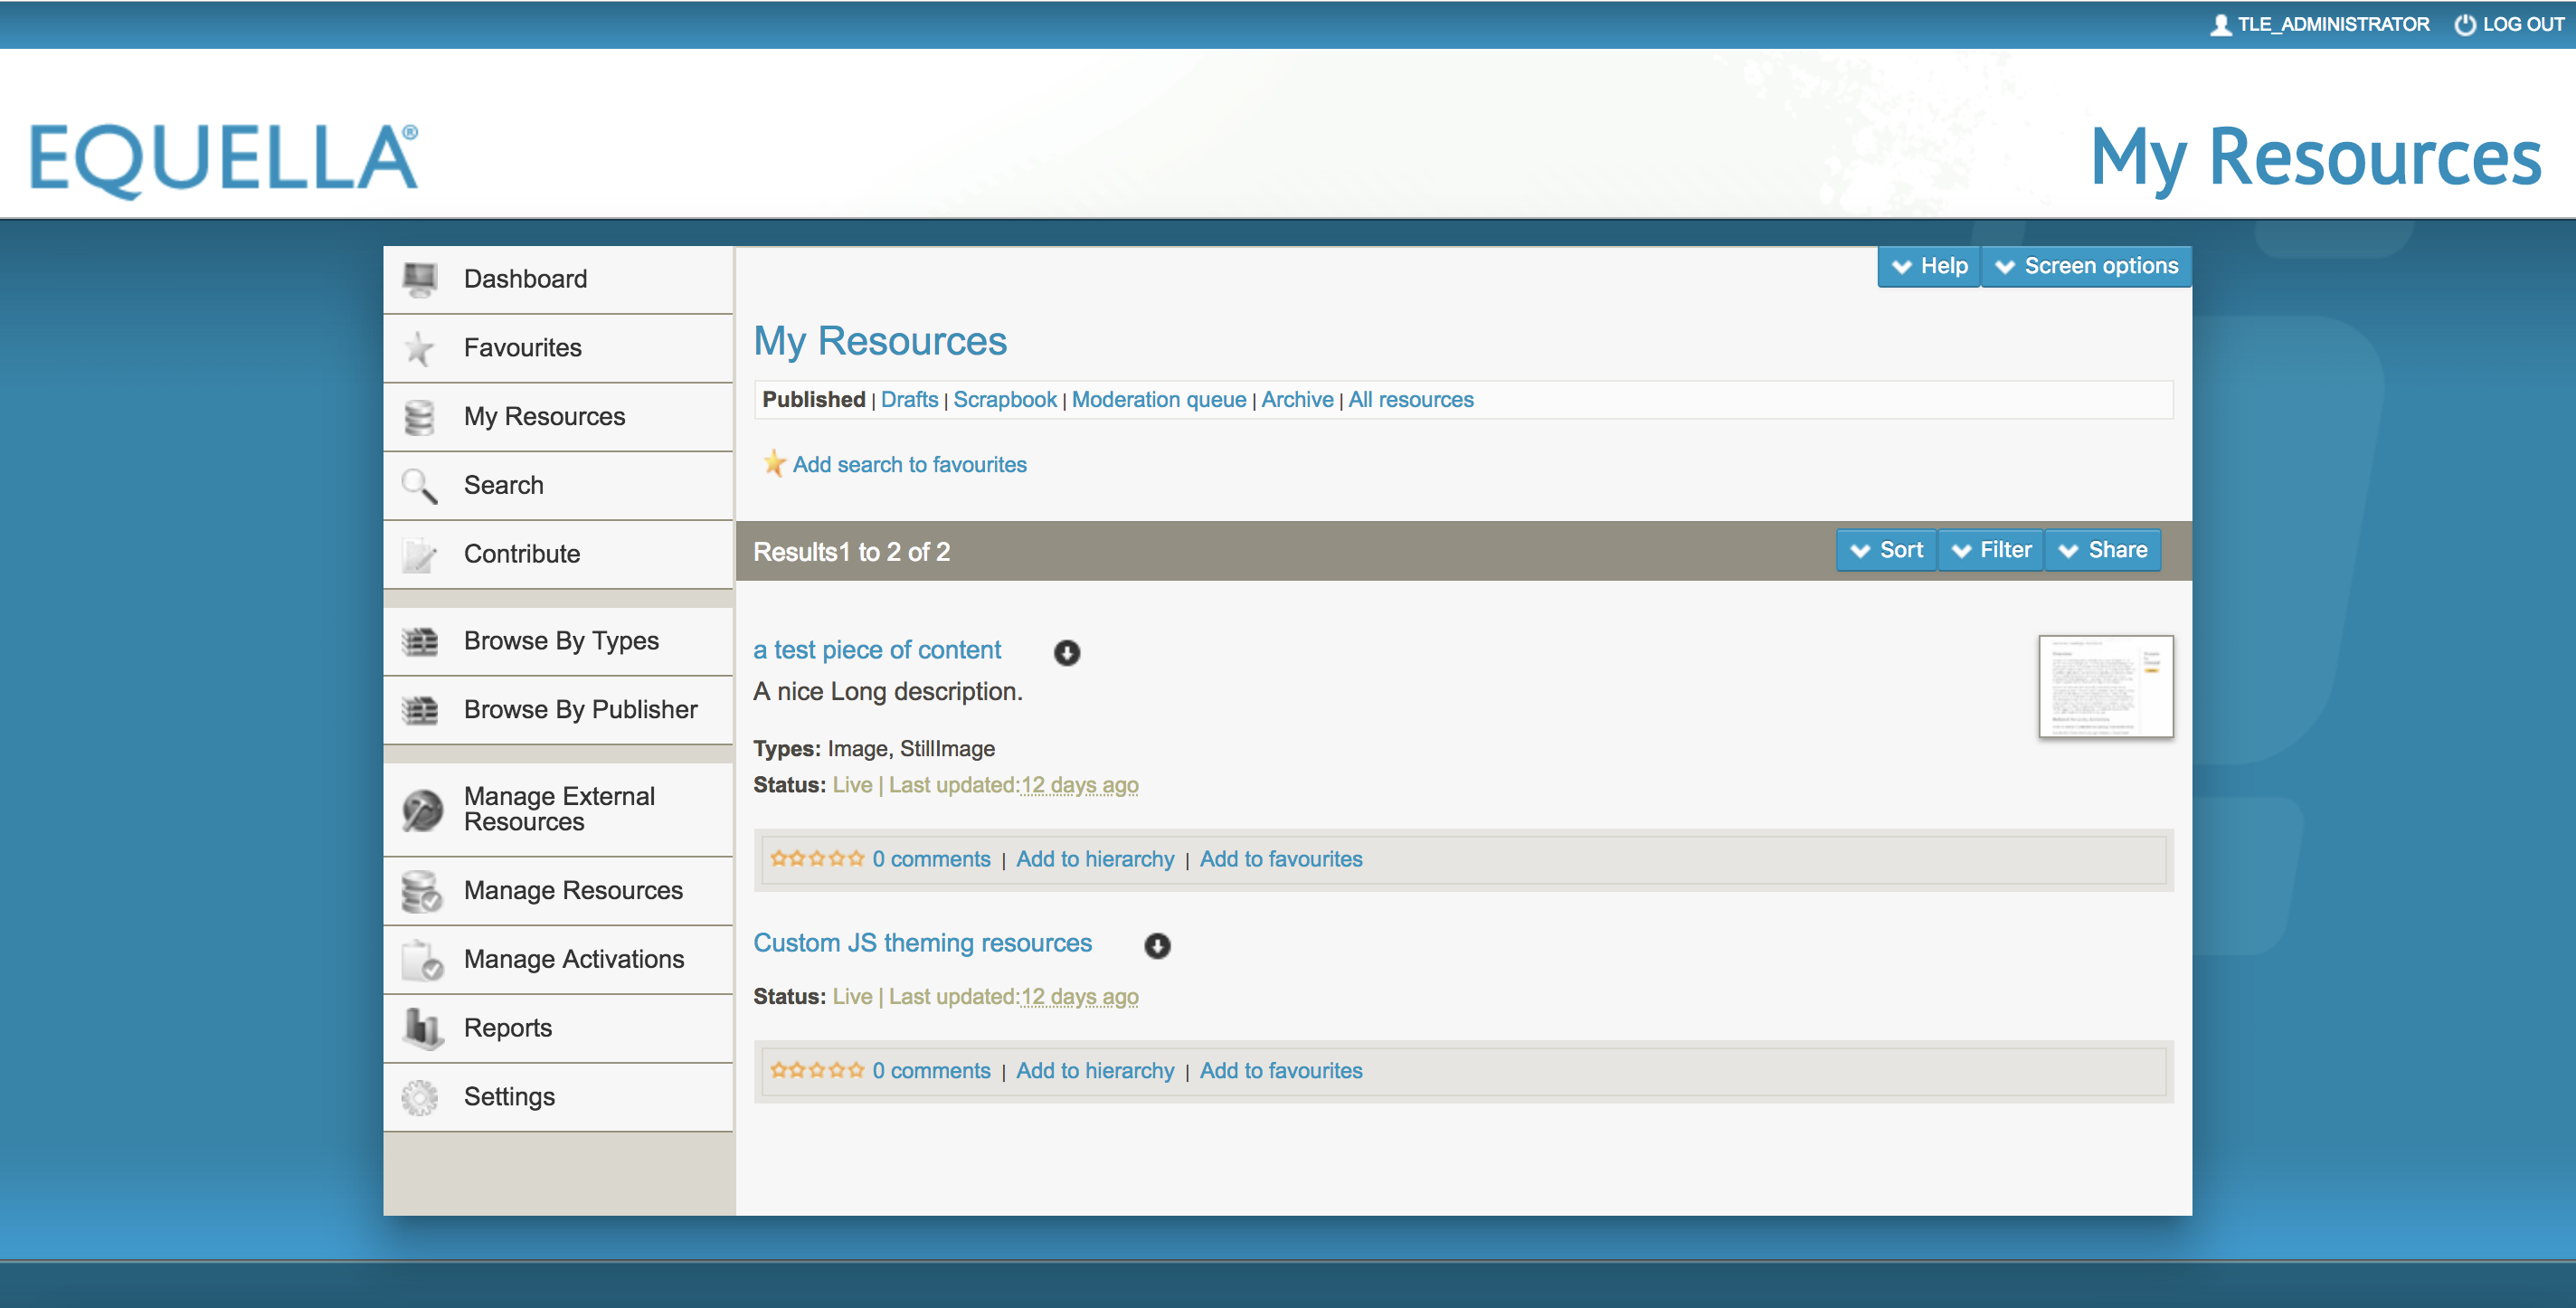 TLE_ADMINISTRATOR LOG OUT
EQUELLA®
My Resources
Dashboard
Favourites
My Resources
Search
Contribute
Browse By Types
Browse By Publisher
Manage External
Resources
Manage Resources
Manage Activations
Reports
Settings
Help Screen options
My Resources
Published | Drafts | Scrapbook | Moderation queue | Archive | All resources
Add search to favourites
Results1 to 2 of 2
Sort Filter Share
a test piece of content
A nice Long description.
Types: Image, StillImage
Status: Live | Last updated:12 days ago
0 comments | Add to hierarchy | Add to favourites
Custom JS theming resources
Status: Live | Last updated:12 days ago
0 comments | Add to hierarchy | Add to favourites